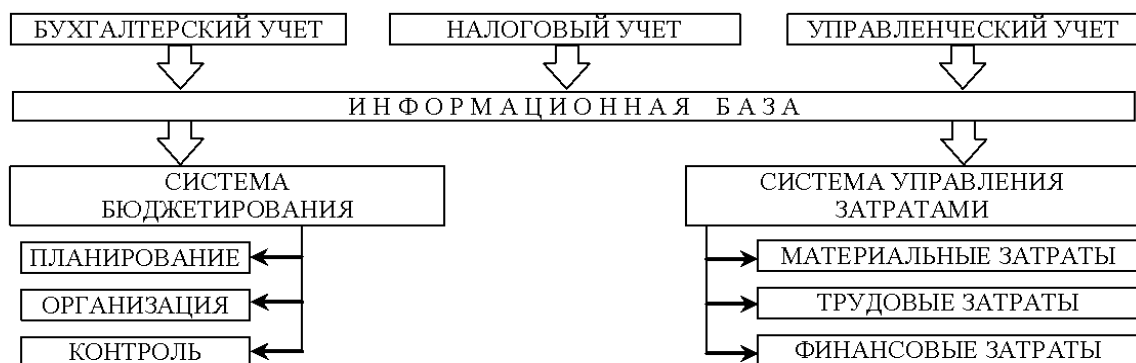 БУХГАЛТЕРСКИЙ УЧЕТ
НАЛОГОВЫЙ УЧЕТ
УПРАВЛЕНЧЕСКИЙ УЧЕТ
ИНФОРМАЦИОННАЯ БАЗА
СИСТЕМА
БЮДЖЕТИРОВАНИЯ
ПЛАНИРОВАНИЕ
ОРГАНИЗАЦИЯ
КОНТРОЛЬ
СИСТЕМА УПРАВЛЕНИЯ
ЗАТРАТАМИ
МАТЕРИАЛЬНЫЕ ЗАТРАТЫ
ТРУДОВЫЕ ЗАТРАТЫ
ФИНАНСОВЫЕ ЗАТРАТЫ